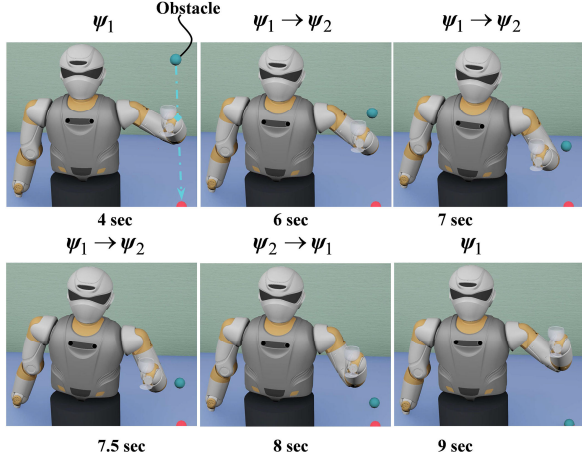 Obstacle
ψ1
ψ1 → ψ2
ψ1 → ψ2
4 sec
6 sec
7 sec
ψ1 → ψ2
ψ2 → ψ1
ψ1
7.5 sec
8 sec
9 sec